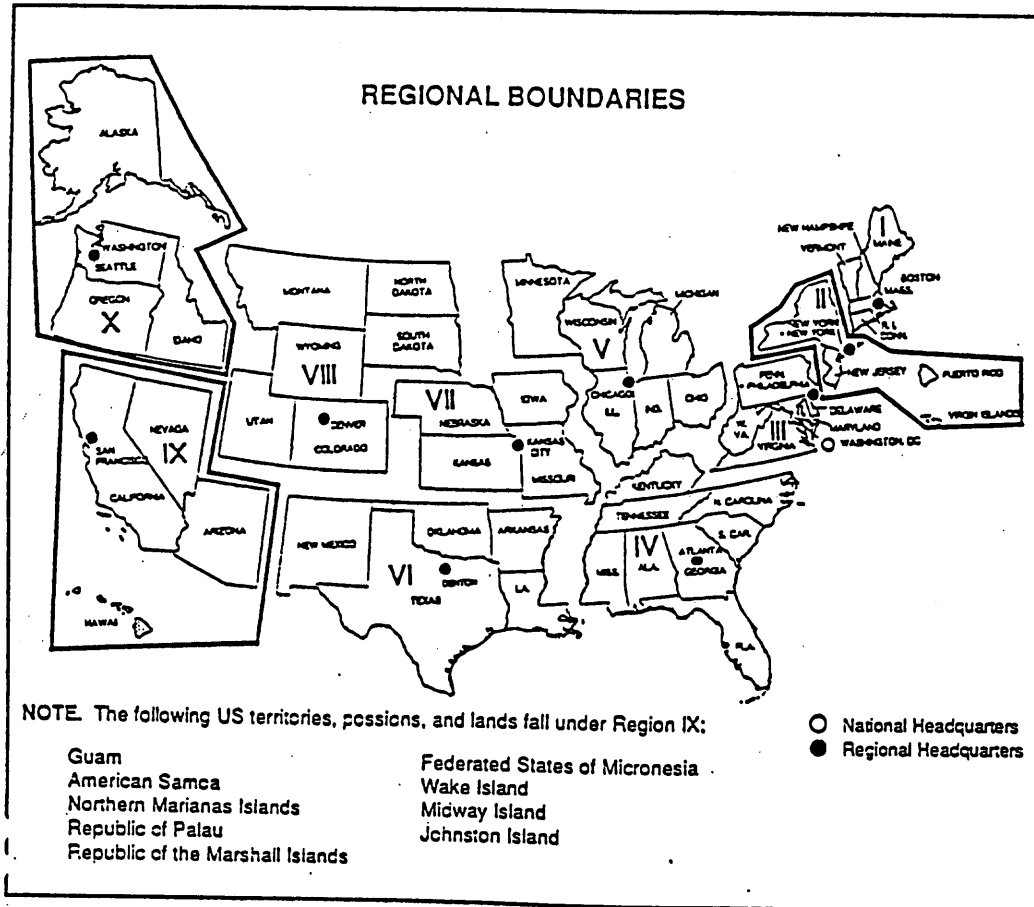 REGIONAL BOUNDARIES
ALASKA
WASHINGTON
SEATTLE
OREGON
X
IDAHO
MONTANA
NORTH
DAKOTA
SOUTH
DAKOTA
WYOMING
VIII
UTAH
DENVER
COLORADO
MINNESOTA
WISCONSIN
MICHIGAN
V
CHICAGO
ILL.
IND.
OHIO
NEW HAMPSHIRE
VERMONT
I
MAINE
BOSTON
MASS.
R.I.
CONN.
II
NEW YORK
NEW YORK
NEW JERSEY
PUERTO RICO
VIRGIN ISLANDS
PENN.
PHILADELPHIA
DELAWARE
MARYLAND
WASHINGTON, DC
W.
VA.
III
VIRGINIA
VII
NEBRASKA
IOWA
KANSAS
KANSAS
CITY
MISSOURI
NEVADA
IX
SAN
FRANCISCO
CALIFORNIA
ARIZONA
HAWAII
NEW MEXICO
OKLAHOMA
ARKANSAS
VI
DENTON
TEXAS
LA.
KENTUCKY
TENNESSEE
N. CAROLINA
S. CAR.
IV
MISS.
ALA.
ATLANTA
GEORGIA
FLA.
NOTE. The following US territories, possions, and lands fall under Region IX:
Guam
American Samoa
Northern Marianas Islands
Republic of Palau
Republic of the Marshall Islands
Federated States of Micronesia
Wake Island
Midway Island
Johnston Island
National Headquarters
Regional Headquarters